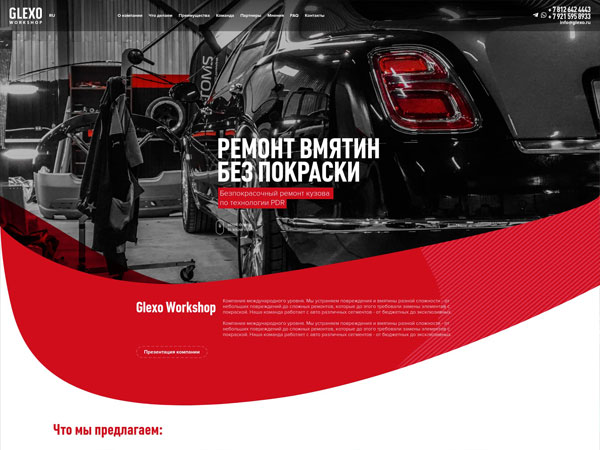 GLEXO
WORKSHOP
RU
О компании Что делаем Преимущества Команда Партнеры Мнения FAQ Контакты
+ 7 812 642 4443
+ 7 921 595 8933
info@glexo.ru
TOMS
РЕМОНТ ВМЯТИН
БЕЗ ПОКРАСКИ
Безпокрасочный ремонт кузова
по технологии PDR
Glexo Workshop
Компания международного уровня. Мы устраняем повреждения и вмятины разной сложности - от
небольших повреждений до сложных ремонтов, которые до этого требовали замены элементов с
покраской. Наша команда работает с авто различных сегментов - от бюджетных до эксклюзивных.
Компания международного уровня. Мы устраняем повреждения и вмятины разной сложности - от
небольших повреждений до сложных ремонтов, которые до этого требовали замены элементов с
покраской. Наша команда работает с авто различных сегментов - от бюджетных до эксклюзивных.
Презентация компании
Что мы предлагаем: